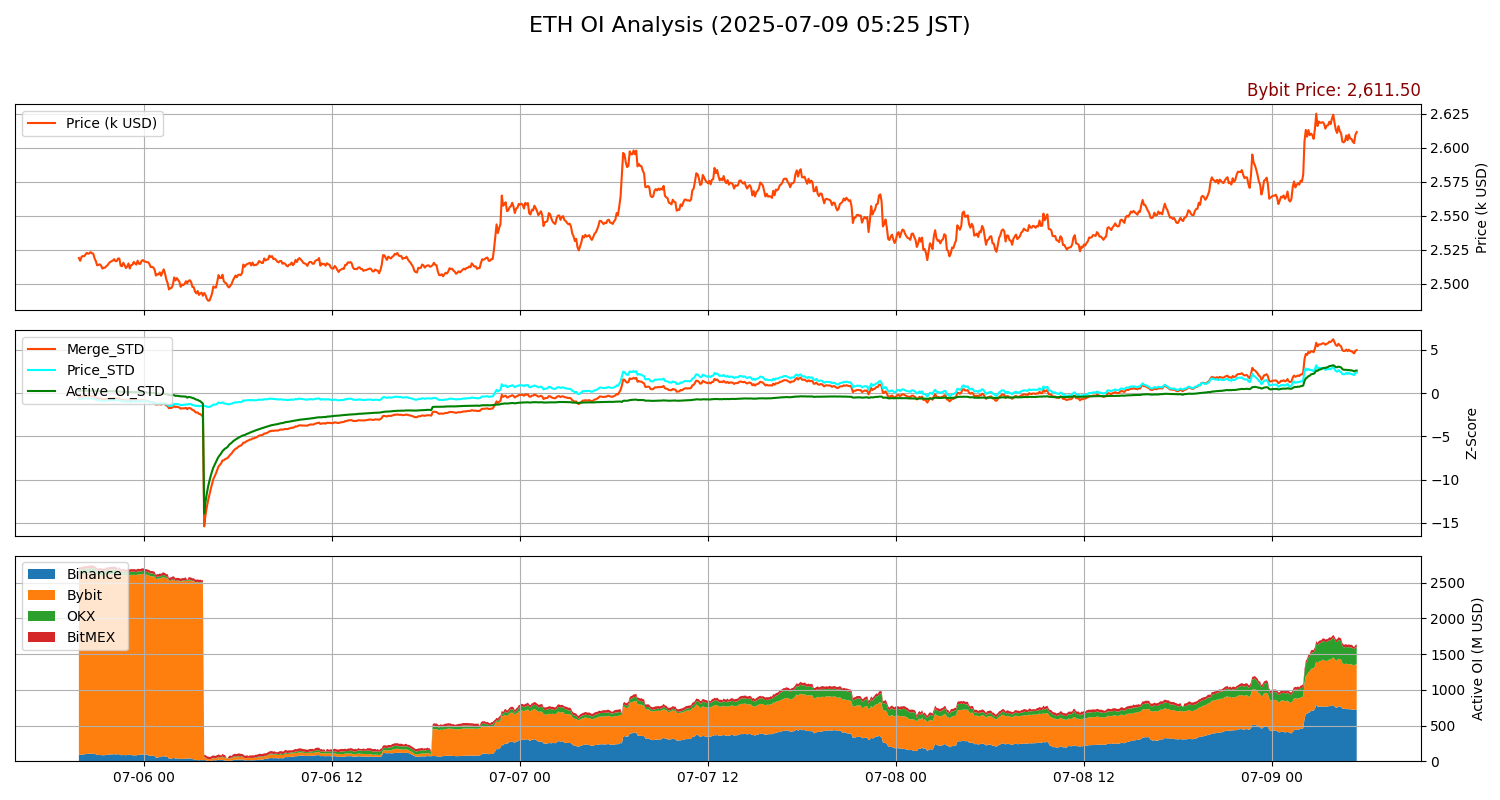 ETH OI Analysis (2025-07-09 05:25 JST)
Bybit Price: 2,611.50
Price (k USD)
2.625
2.600
2.575
2.550
2.525
2.500
Price (k USD)
Merge_STD
Price_STD
Active_OI_STD
5
0
−5
−10
−15
Z-Score
Binance
Bybit
OKX
BitMEX
2500
2000
1500
1000
500
0
Active OI (M USD)
07-06 00
07-06 12
07-07 00
07-07 12
07-08 00
07-08 12
07-09 00